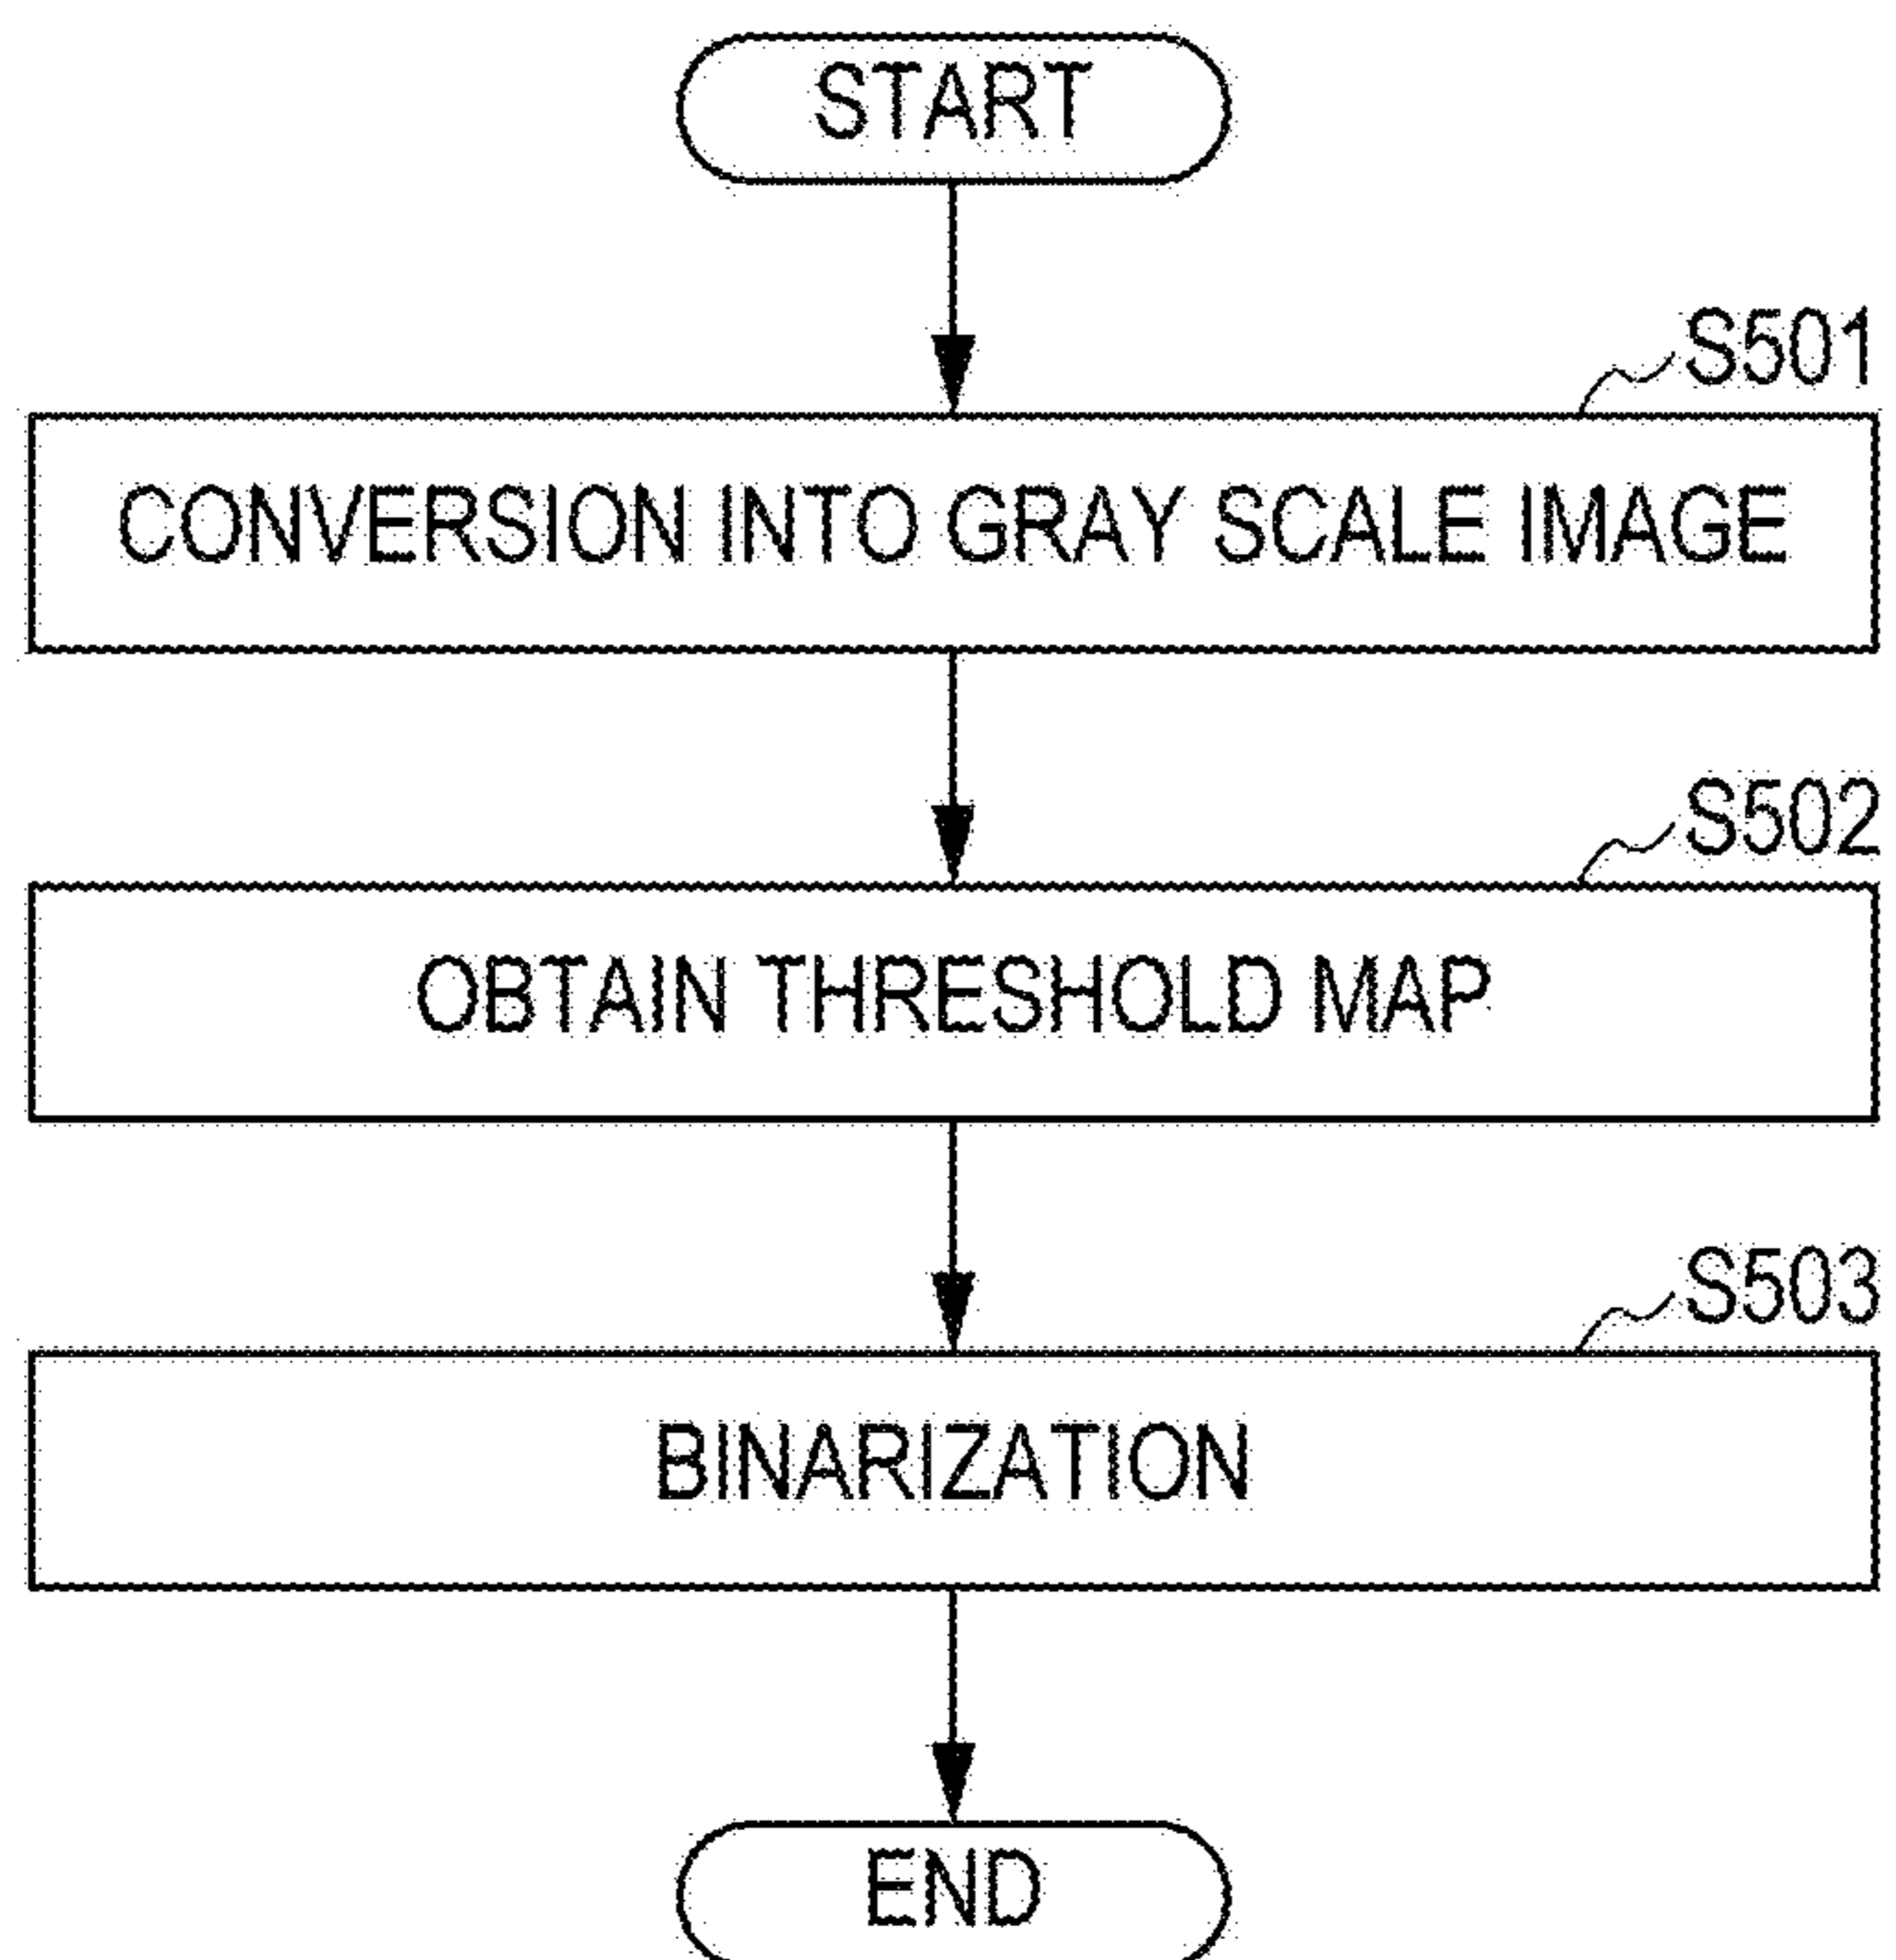 START
S501
CONVERSION INTO GRAY SCALE IMAGE
S502
OBTAIN THRESHOLD MAP
S503
BINARIZATION
END